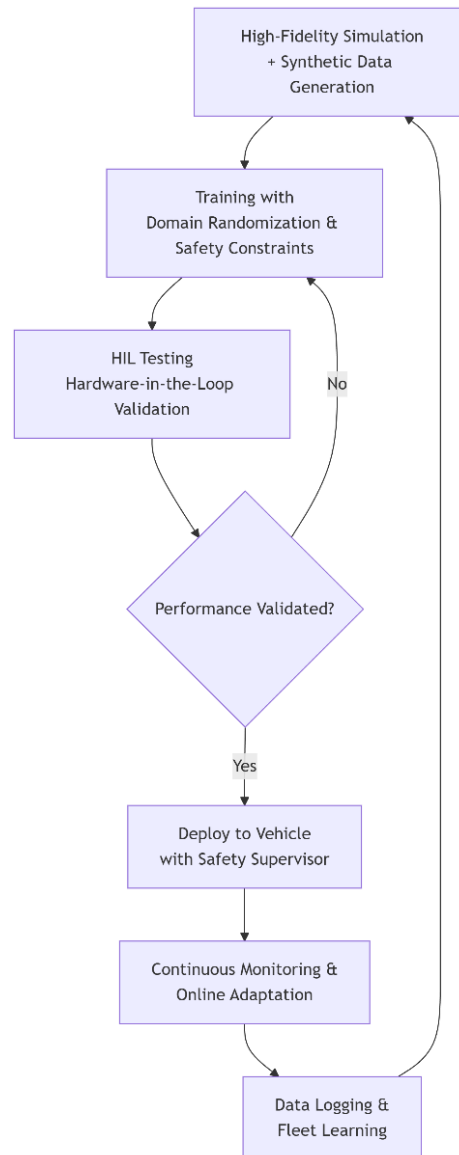 High-Fidelity Simulation
+ Synthetic Data
Generation
Training with
Domain Randomization &
Safety Constraints
HIL Testing
Hardware-in-the-Loop
Validation
No
Performance Validated?
Yes
Deploy to Vehicle
with Safety Supervisor
Continuous Monitoring &
Online Adaptation
Data Logging &
Fleet Learning